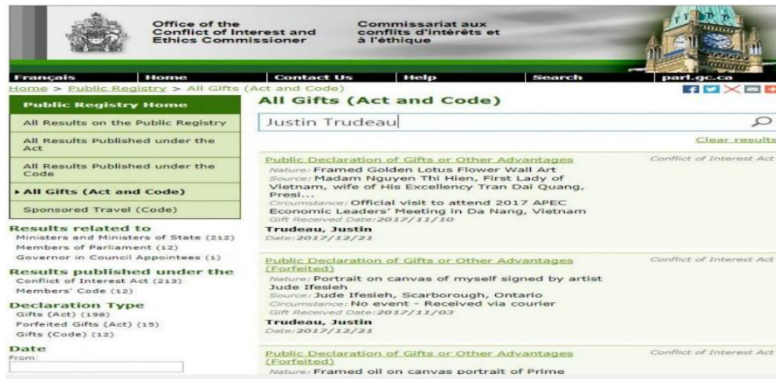 Office of the
Conflict of Interest and
Ethics Commissioner
Commissariat aux
conflits d'intérêts et
à l'éthique
Français Home Contact Us Help Search parl.gc.ca
Home > Public Registry > All Gifts (Act and Code)
Public Registry Home
All Results on the Public Registry
All Results Published under the
Act
All Results Published under the
Code
All Gifts (Act and Code)
Sponsored Travel (Code)
Results related to
Ministers and Ministers of State (212)
Members of Parliament (12)
Governor in Council Appointees (1)
Results published under the
Conflict of Interest Act (213)
Members' Code (12)
Declaration Type
Gifts (Act) (198)
Forfeited Gifts (Act) (15)
Gifts (Code) (12)
Date
From:
All Gifts (Act and Code)
Justin Trudeau
Clear results
Public Declaration of Gifts or Other Advantages Conflict of Interest Act
Nature: Framed Golden Lotus Flower Wall Art
Source: Madam Nguyen Thi Hien, First Lady of
Vietnam, wife of His Excellency Tran Dai Quang,
Presi...
Circumstance: Official visit to attend 2017 APEC
Economic Leaders' Meeting in Da Nang, Vietnam
Gift Received Date: 2017/11/10
Trudeau, Justin
Date: 2017/12/21
Public Declaration of Gifts or Other Advantages Conflict of Interest Act
(Forfeited)
Nature: Portrait on canvas of myself signed by artist
Jude Ifesieh
Source: Jude Ifesieh, Scarborough, Ontario
Circumstance: No event - Received via courier
Gift Received Date: 2017/11/03
Trudeau, Justin
Date: 2017/12/21
Public Declaration of Gifts or Other Advantages Conflict of Interest Act
(Forfeited)
Nature: Framed oil on canvas portrait of Prime